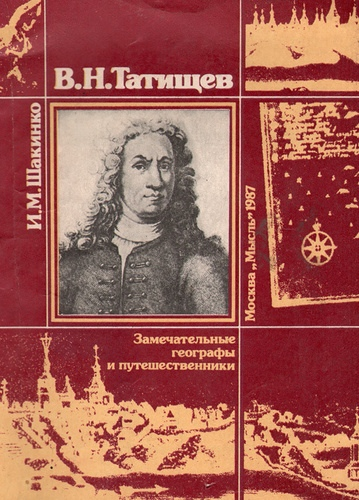 В.Н.Татищев
И.М.Шакинко
Москва „Мысль" 1987
Замечательные
географы
и путешественники